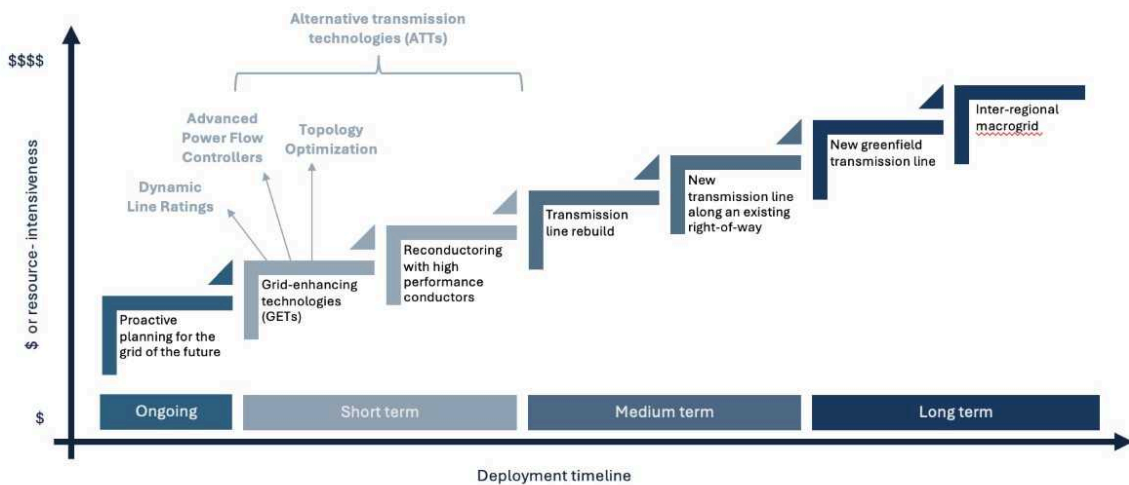 Alternative transmission
technologies (ATTs)
$$$$
Advanced
Power Flow
Controllers
Topology
Optimization
Dynamic
Line Ratings
$ or resource- intensiveness
Proactive
planning for the
grid of the future
Grid-enhancing
technologies
(GETs)
Reconductoring
with high
performance
conductors
Transmission
line rebuild
New
transmission line
along an existing
right-of-way
New greenfield
transmission line
Inter-regional
macrogrid
$
Ongoing
Short term
Medium term
Long term
Deployment timeline